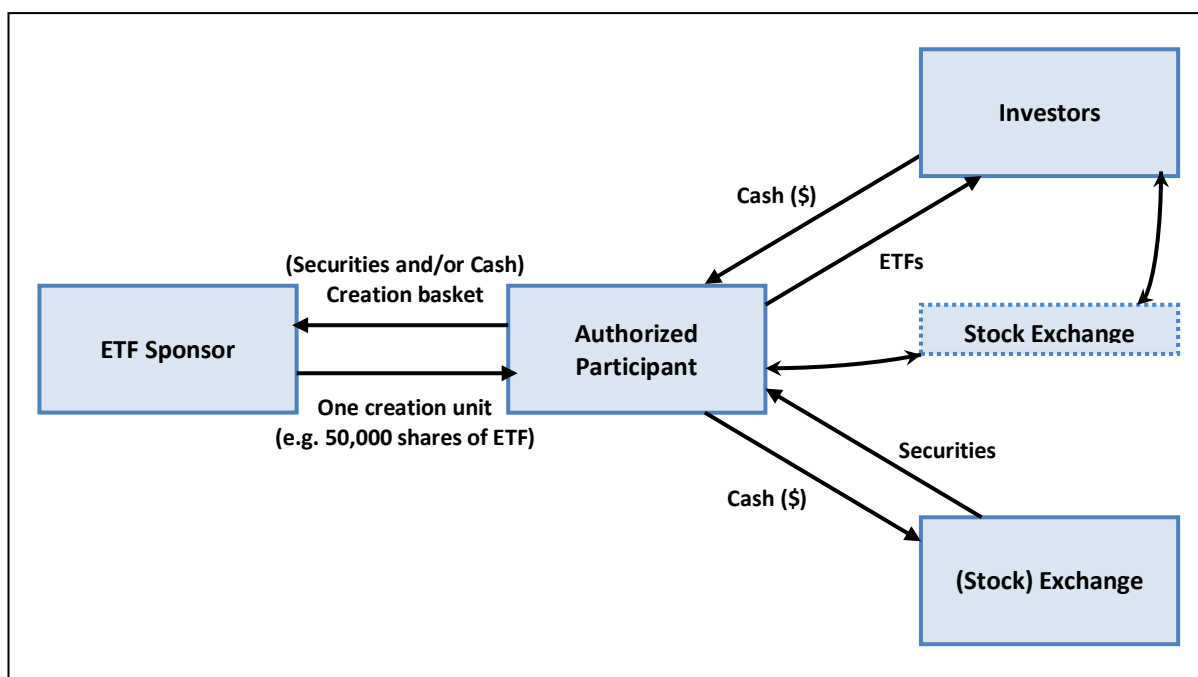 Investors
Cash ($)
ETFs
(Securities and/or Cash)
Creation basket
ETF Sponsor
Authorized
Participant
Stock Exchange
One creation unit
(e.g. 50,000 shares of ETF)
Securities
Cash ($)
(Stock) Exchange